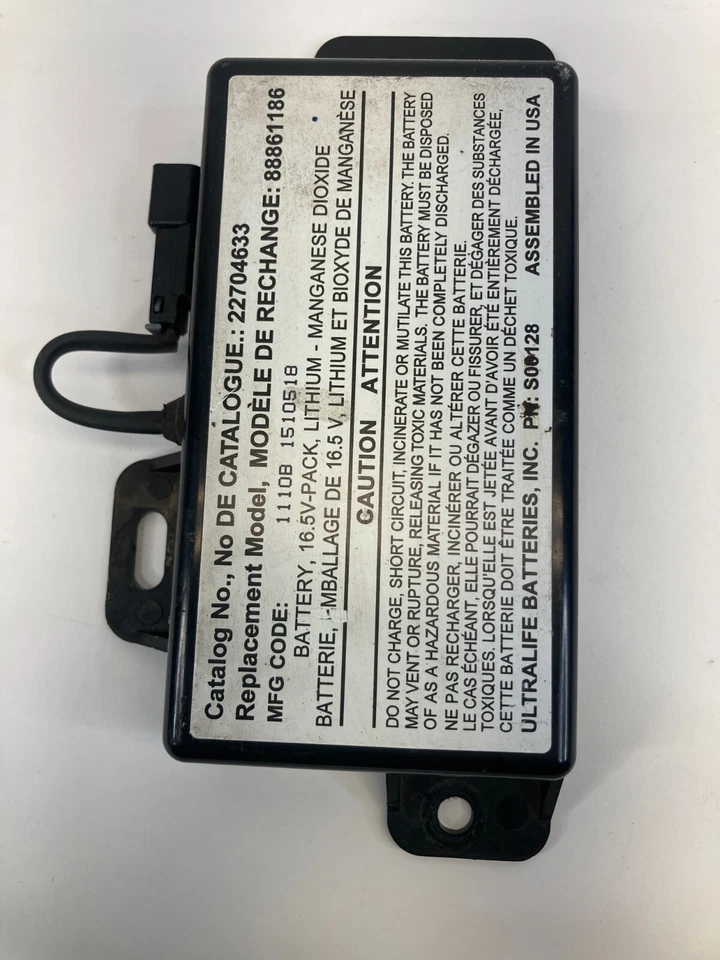 Catalog No., No DE CATALOGUE.: 22704633
Replacement Model, MODÈLE DE RECHANGE: 88861186
MFG CODE: 1110B 1510518
BATTERY, 16.5V-PACK, LITHIUM - MANGANESE DIOXIDE
BATTERIE, EMBALLAGE DE 16.5 V, LITHIUM ET BIOXYDE DE MANGANÈSE
CAUTION ATTENTION
DO NOT CHARGE, SHORT CIRCUIT, INCINERATE OR MUTILATE THIS BATTERY. THE BATTERY
MAY VENT OR RUPTURE, RELEASING TOXIC MATERIALS. THE BATTERY MUST BE DISPOSED
OF AS A HAZARDOUS MATERIAL IF IT HAS NOT BEEN COMPLETELY DISCHARGED.
NE PAS RECHARGER, INCINÉRER OU ALTÉRER CETTE BATTERIE.
LE CAS ÉCHÉANT, ELLE POURRAIT DÉGAZER OU FISSURER, ET DÉGAGER DES SUBSTANCES
TOXIQUES. LORSQU'ELLE EST JETÉE AVANT D'AVOIR ÉTÉ ENTIÈREMENT DÉCHARGÉE,
CETTE BATTERIE DOIT ÊTRE TRAITÉE COMME UN DÉCHET TOXIQUE.
ULTRALIFE BATTERIES, INC. ASSEMBLED IN USA